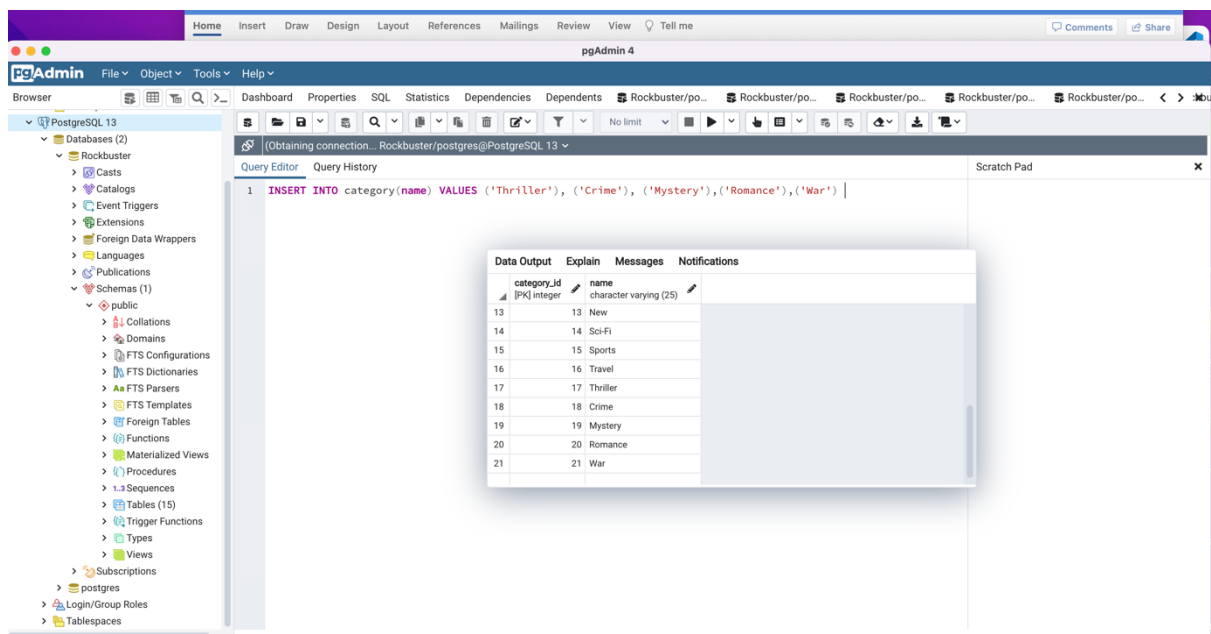 Home Insert Draw Design Layout References Mailings Review View Tell me Comments Share
pgAdmin 4
pgAdmin File Object Tools Help
Browser Dashboard Properties SQL Statistics Dependencies Dependents Rockbuster/po... Rockbuster/po... Rockbuster/po... Rockbuster/po... Rockbuster/po...
PostgreSQL 13
No limit
Databases (2)
(Obtaining connection... Rockbuster/postgres@PostgreSQL 13
Rockbuster
Query Editor Query History Scratch Pad
Casts
1 INSERT INTO category(name) VALUES ('Thriller'), ('Crime'), ('Mystery'),('Romance'),('War')
Catalogs
Event Triggers
Extensions
Foreign Data Wrappers
Languages
Publications
Schemas (1)
public
Collations
Domains
FTS Configurations
FTS Dictionaries
FTS Parsers
FTS Templates
Foreign Tables
Functions
Materialized Views
Procedures
1..3 Sequences
Tables (15)
Trigger Functions
Types
Views
Subscriptions
postgres
Login/Group Roles
Tablespaces
Data Output Explain Messages Notifications
category_id name
[PK] integer character varying (25)
13 13 New
14 14 Sci-Fi
15 15 Sports
16 16 Travel
17 17 Thriller
18 18 Crime
19 19 Mystery
20 20 Romance
21 21 War